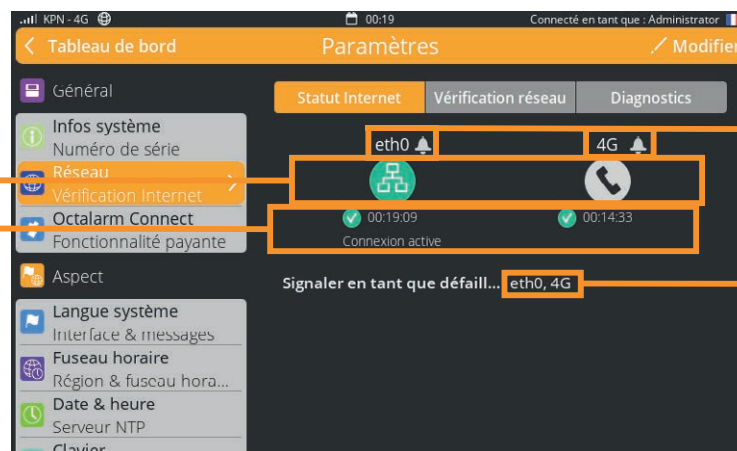 KPN - 4G
00:19
Connecté en tant que : Administrator
Tableau de bord
Paramètres
Modifier
Général
Statut Internet
Vérification réseau
Diagnostics
Infos système
Numéro de série
Réseau
Vérification Internet
Octalarm Connect
Fonctionnalité payante
Aspect
Langue système
Interface & messages
Fuseau horaire
Région & fuseau hora...
Date & heure
Serveur NTP
Clavier
eth0
4G
00:19:09
00:14:33
Connexion active
Signaler en tant que défaill... eth0, 4G